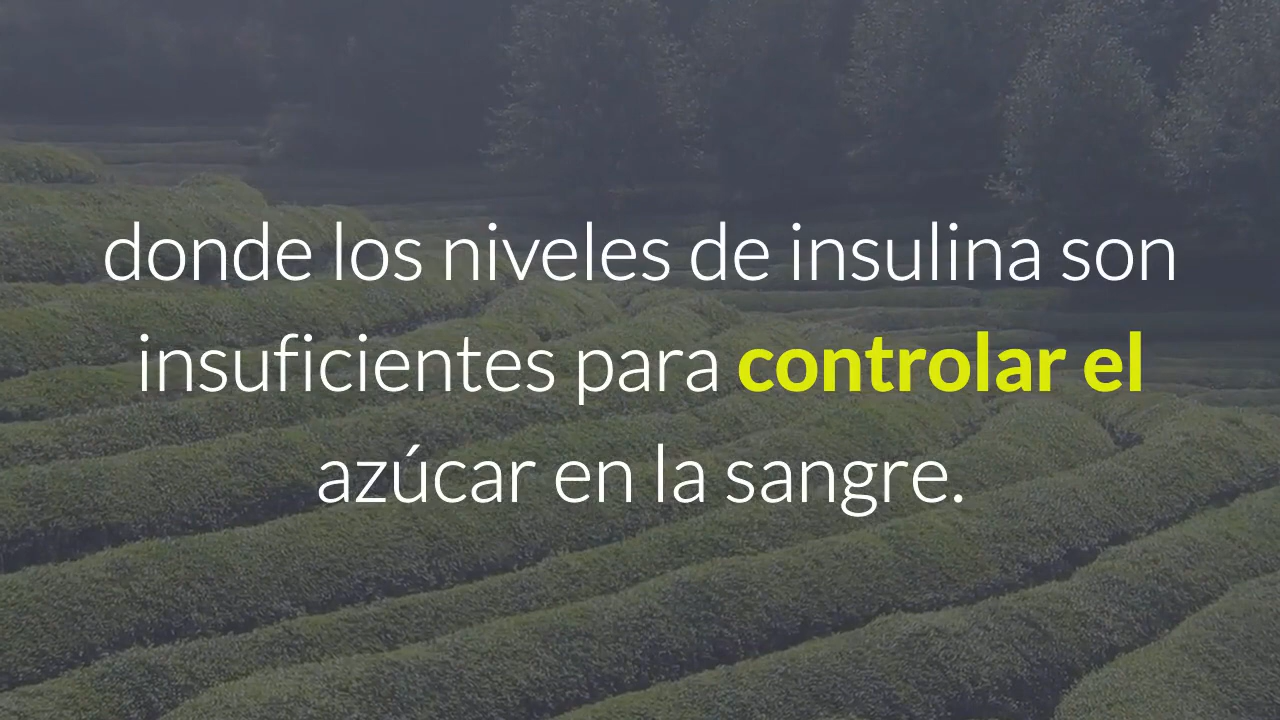 donde los niveles de insulina son
insuficientes para controlar el
azúcar en la sangre.